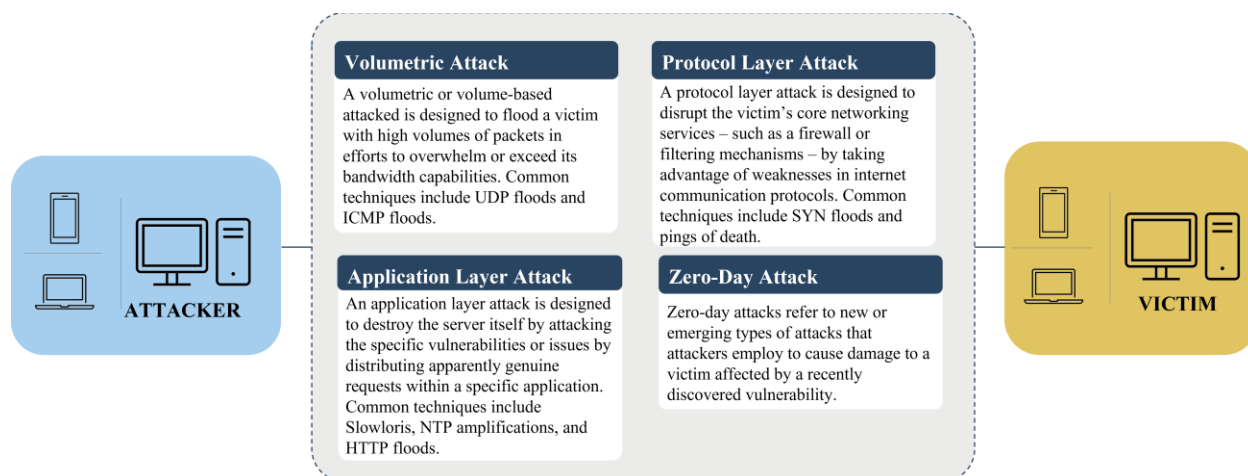 Volumetric Attack
A volumetric or volume-based
attacked is designed to flood a victim
with high volumes of packets in
efforts to overwhelm or exceed its
bandwidth capabilities. Common
techniques include UDP floods and
ICMP floods.
Protocol Layer Attack
A protocol layer attack is designed to
disrupt the victim’s core networking
services – such as a firewall or
filtering mechanisms – by taking
advantage of weaknesses in internet
communication protocols. Common
techniques include SYN floods and
pings of death.
Application Layer Attack
An application layer attack is designed
to destroy the server itself by attacking
the specific vulnerabilities or issues by
distributing apparently genuine
requests within a specific application.
Common techniques include
Slowloris, NTP amplifications, and
HTTP floods.
Zero-Day Attack
Zero-day attacks refer to new or
emerging types of attacks that
attackers employ to cause damage to a
victim affected by a recently
discovered vulnerability.
ATTACKER
VICTIM